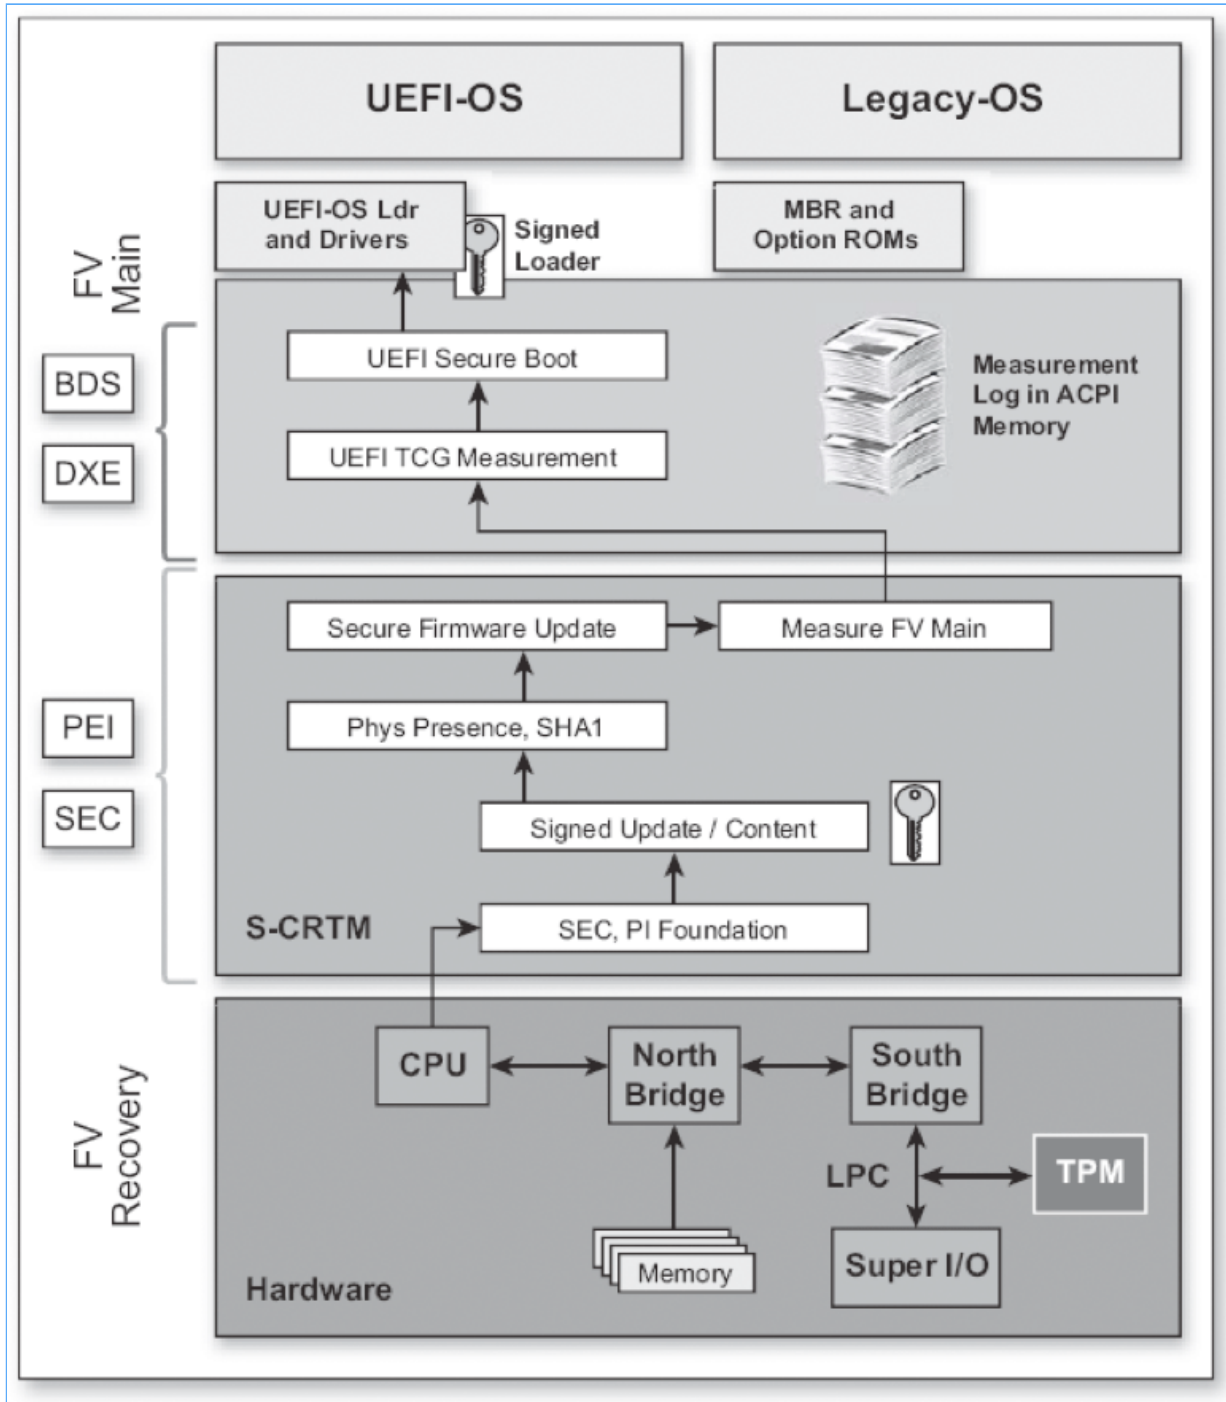 UEFI-OS
Legacy-OS
UEFI-OS Ldr
and Drivers
Signed
Loader
MBR and
Option ROMs
FV
Main
BDS
DXE
UEFI Secure Boot
UEFI TCG Measurement
Measurement
Log in ACPI
Memory
PEI
SEC
Secure Firmware Update
Measure FV Main
Phys Presence, SHA1
Signed Update / Content
SEC, PI Foundation
S-CRTM
FV
Recovery
CPU
North
Bridge
South
Bridge
LPC
TPM
Memory
Super I/O
Hardware